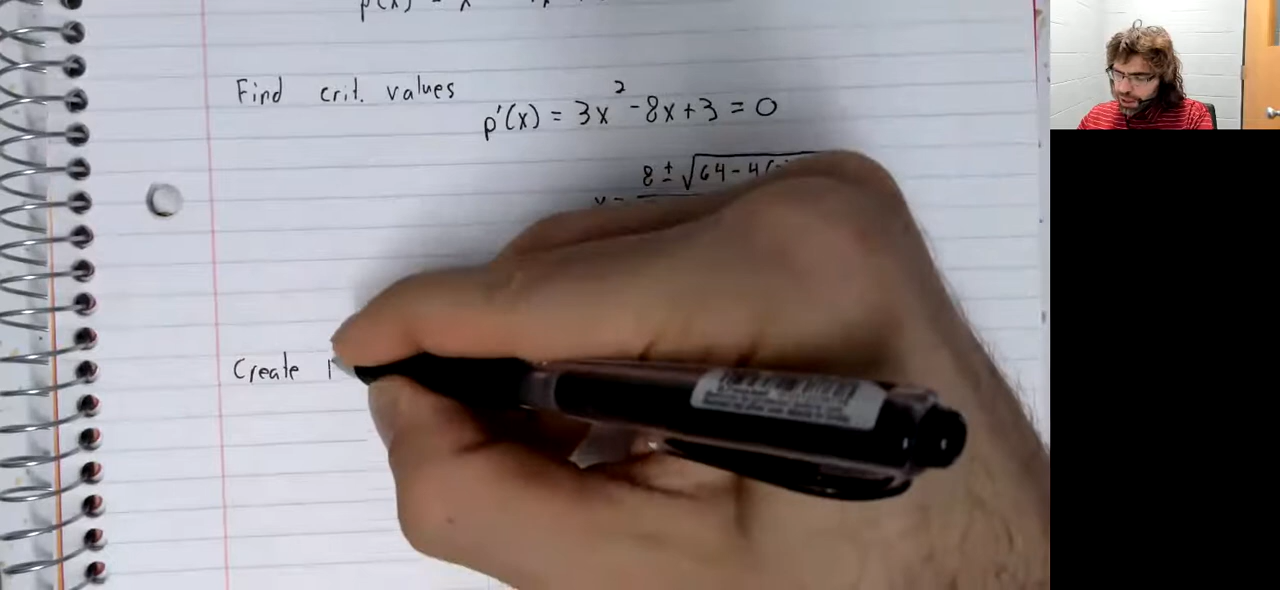 p(x) =
Find crit. values
p'(x) = 3x² - 8x + 3 = 0
8 ± √64 - 4(
Create